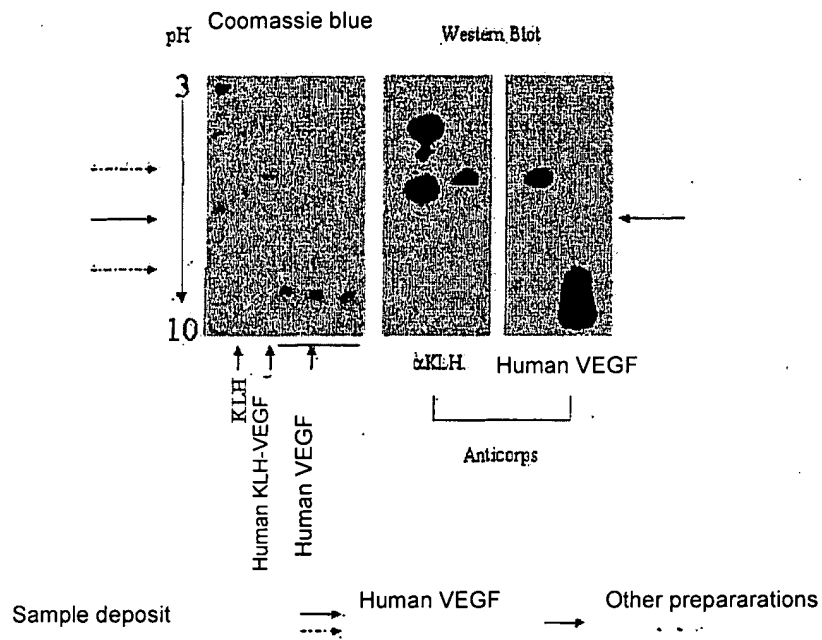 Coomassie blue
pH
Western Blot
3
10
KLH
Human KLH-VEGF
Human VEGF
αKLH.
Human VEGF
Anticorps
Sample deposit
Human VEGF
Other prepararations